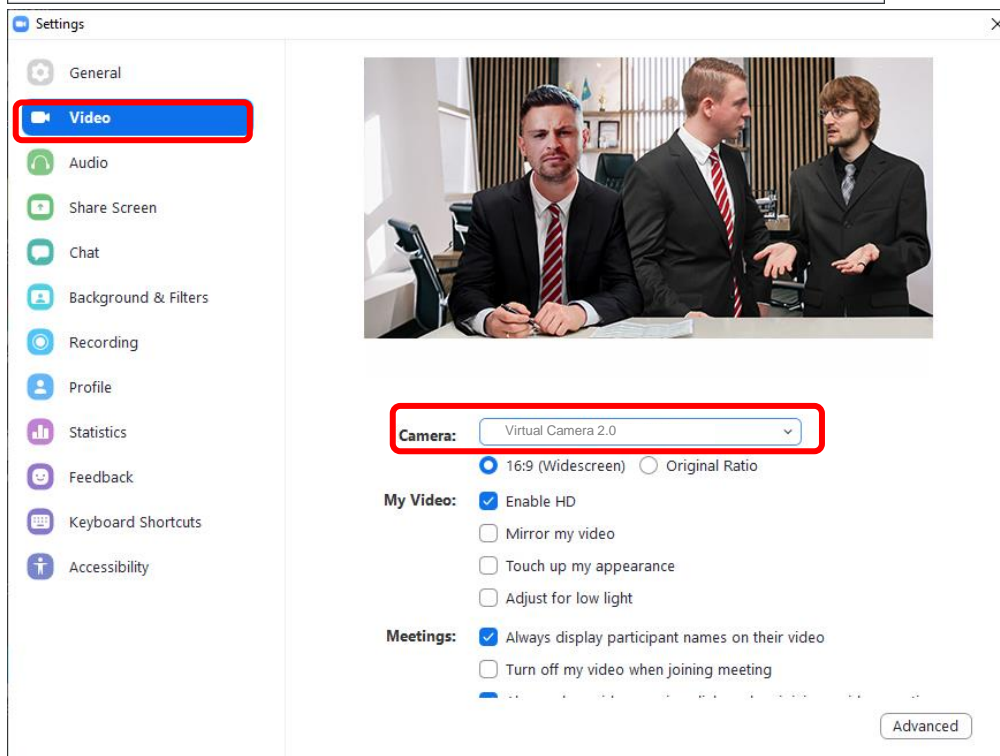 Settings
General
Video
Audio
Share Screen
Chat
Background & Filters
Recording
Profile
Statistics
Feedback
Keyboard Shortcuts
Accessibility
Camera: Virtual Camera 2.0
16:9 (Widescreen) Original Ratio
My Video: Enable HD
Mirror my video
Touch up my appearance
Adjust for low light
Meetings: Always display participant names on their video
Turn off my video when joining meeting
Advanced